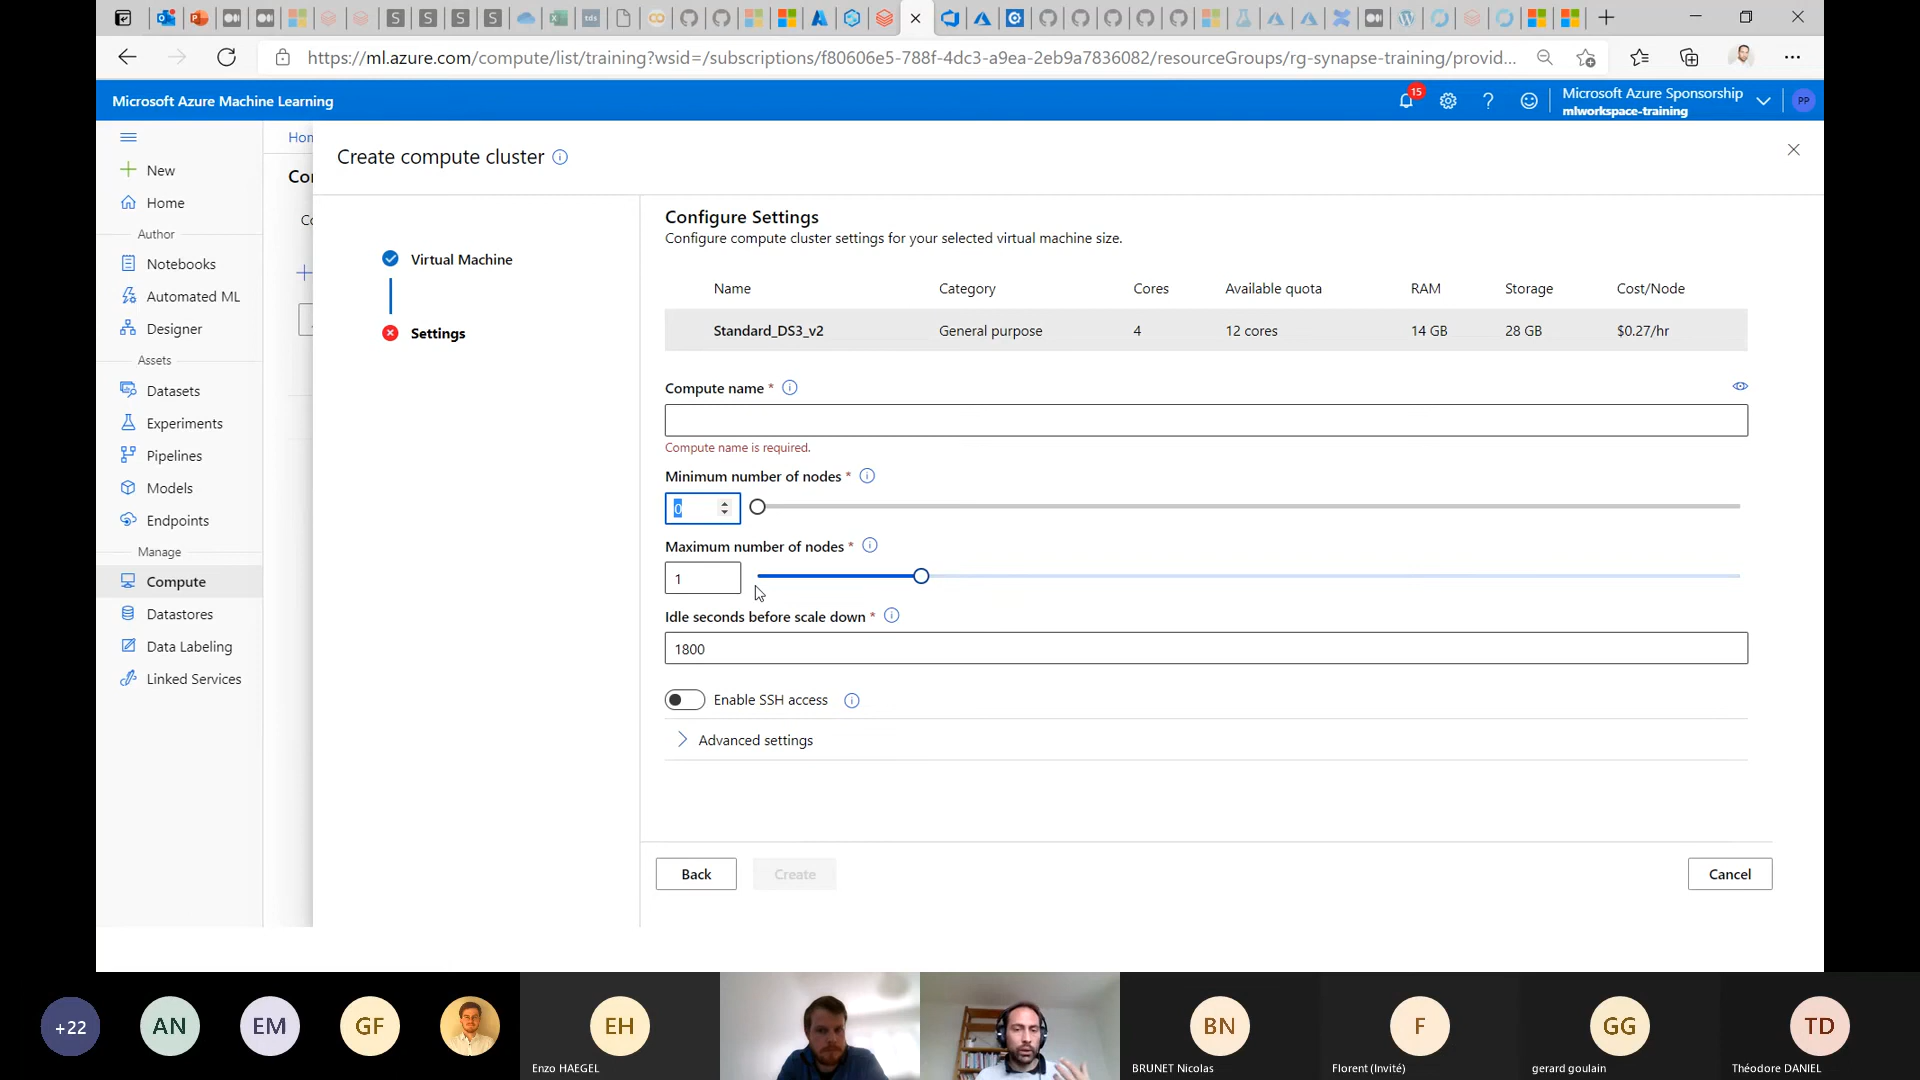 https://ml.azure.com/compute/list/training?wsid=/subscriptions/f80606e5-788f-4dc3-a9ea-2eb9a7836082/resourceGroups/rg-synapse-training/provid...
Microsoft Azure Machine Learning
15
Microsoft Azure Sponsorship
mlworkspace-training
PP
New
Home
Author
Notebooks
Automated ML
Designer
Assets
Datasets
Experiments
Pipelines
Models
Endpoints
Manage
Compute
Datastores
Data Labeling
Linked Services
Hon
Cor
Co
Create compute cluster
Virtual Machine
Settings
Configure Settings
Configure compute cluster settings for your selected virtual machine size.
Name Category Cores Available quota RAM Storage Cost/Node
Standard_DS3_v2 General purpose 4 12 cores 14 GB 28 GB $0.27/hr
Compute name *
Compute name is required.
Minimum number of nodes *
0
Maximum number of nodes *
1
Idle seconds before scale down *
1800
Enable SSH access
Advanced settings
Back
Create
Cancel
+22
AN
EM
GF
EH
Enzo HAEGEL
BN
BRUNET Nicolas
F
Florent (Invité)
GG
gerard goulain
TD
Théodore DANIEL